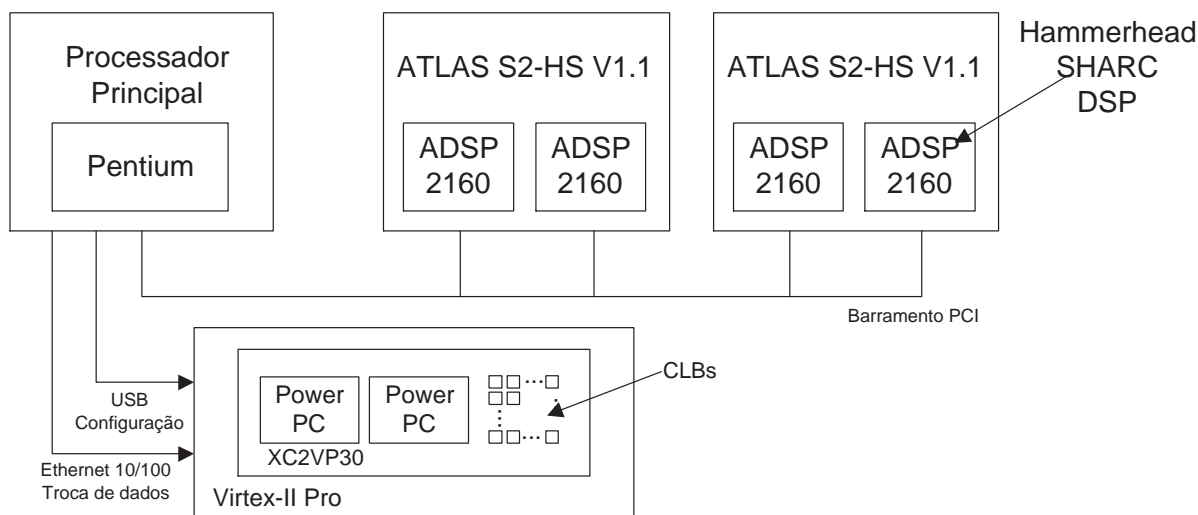 Processador
Principal
Pentium
ATLAS S2-HS V1.1
ADSP
2160
ADSP
2160
ATLAS S2-HS V1.1
ADSP
2160
ADSP
2160
Hammerhead
SHARC
DSP
Barramento PCI
USB
Configuração
Ethernet 10/100
Troca de dados
Power
PC
Power
PC
XC2VP30
CLBs
Virtex-II Pro